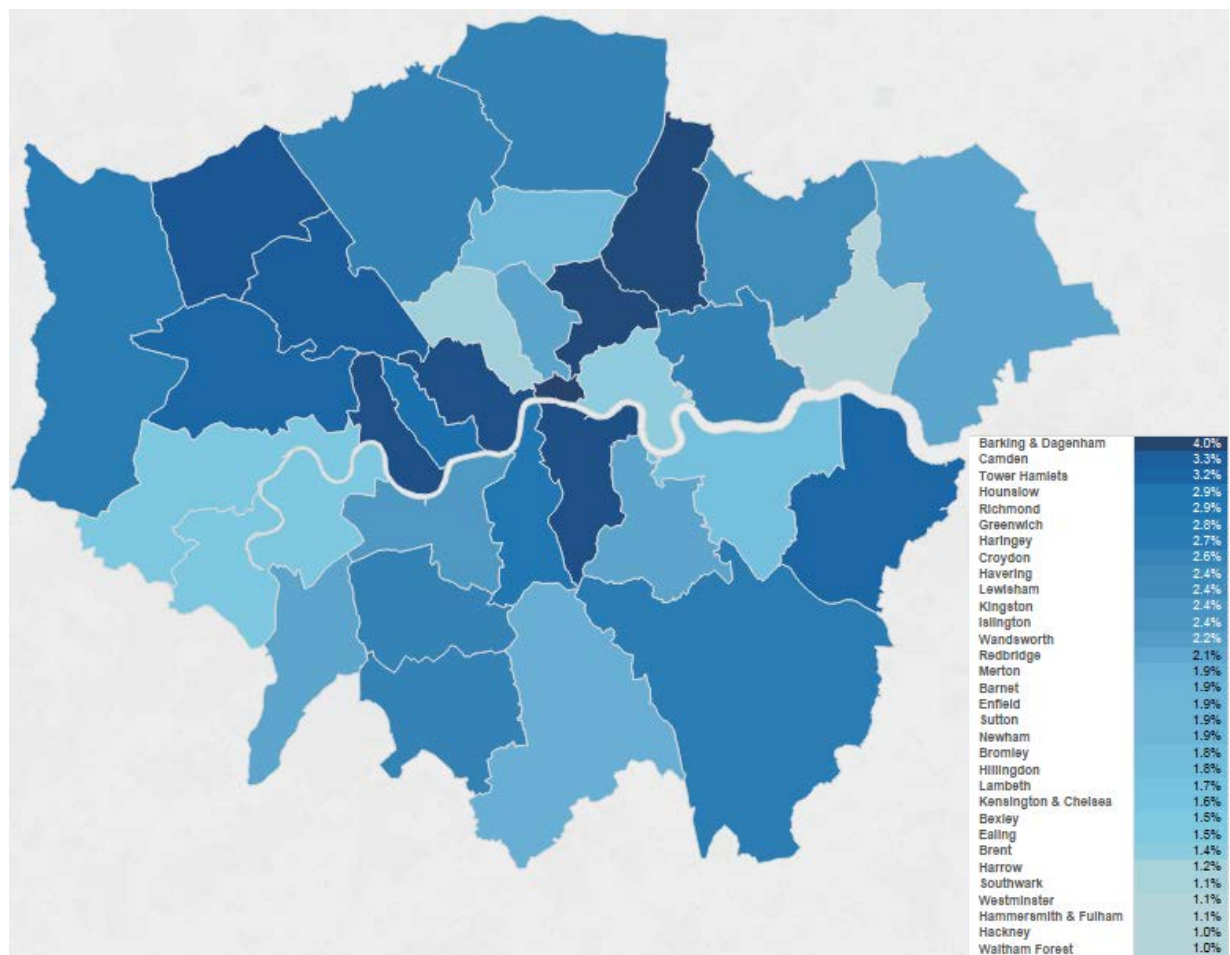 Barking & Dagenham 4.0%
Camden 3.3%
Tower Hamlets 3.2%
Hounslow 2.9%
Richmond 2.9%
Greenwich 2.8%
Haringey 2.7%
Croydon 2.6%
Havering 2.4%
Lewisham 2.4%
Kingston 2.4%
Islington 2.4%
Wandsworth 2.2%
Redbridge 2.1%
Merton 1.9%
Barnet 1.9%
Enfield 1.9%
Sutton 1.9%
Newham 1.9%
Bromley 1.8%
Hillingdon 1.8%
Lambeth 1.7%
Kensington & Chelsea 1.6%
Bexley 1.5%
Ealing 1.5%
Brent 1.4%
Harrow 1.2%
Southwark 1.1%
Westminster 1.1%
Hammersmith & Fulham 1.1%
Hackney 1.0%
Waltham Forest 1.0%